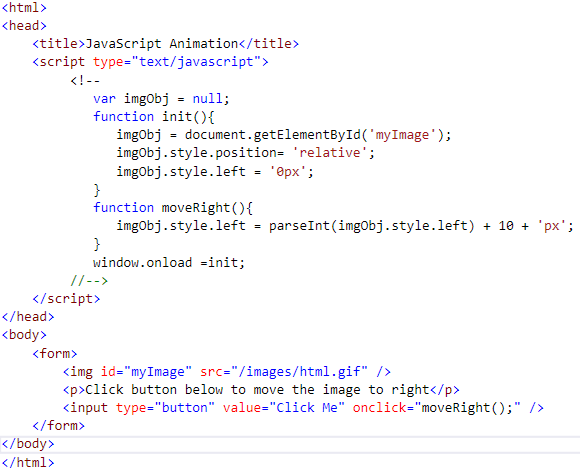 <html>
<head>
    <title>JavaScript Animation</title>
    <script type="text/javascript">
         <!--
            var imgObj = null;
            function init(){
               imgObj = document.getElementById('myImage');
               imgObj.style.position= 'relative';
               imgObj.style.left = '0px';
            }
            function moveRight(){
               imgObj.style.left = parseInt(imgObj.style.left) + 10 + 'px';
            }
            window.onload =init;
         //-->
    </script>
</head>
<body>
    <form>
        <img id="myImage" src="/images/html.gif" />
        <p>Click button below to move the image to right</p>
        <input type="button" value="Click Me" onclick="moveRight();" />
    </form>
</body>
</html>